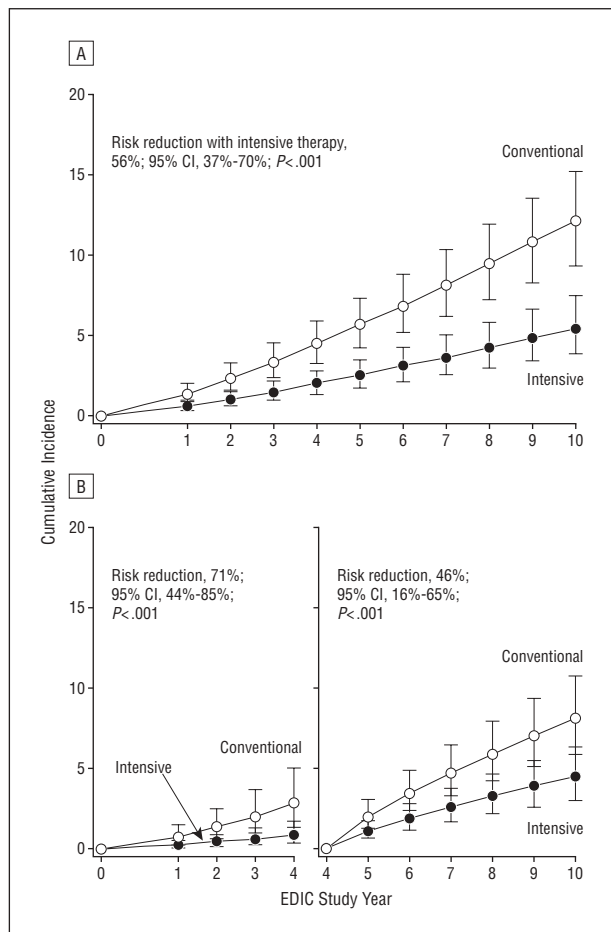 A
20
15
10
5
0
Risk reduction with intensive therapy,
56%; 95% CI, 37%-70%; P<.001
Conventional
Intensive
0 1 2 3 4 5 6 7 8 9 10
Cumulative Incidence
B
20
15
10
5
0
Risk reduction, 71%;
95% CI, 44%-85%;
P<.001
Conventional
Intensive
0 1 2 3 4
Risk reduction, 46%;
95% CI, 16%-65%;
P<.001
Conventional
Intensive
4 5 6 7 8 9 10
EDIC Study Year